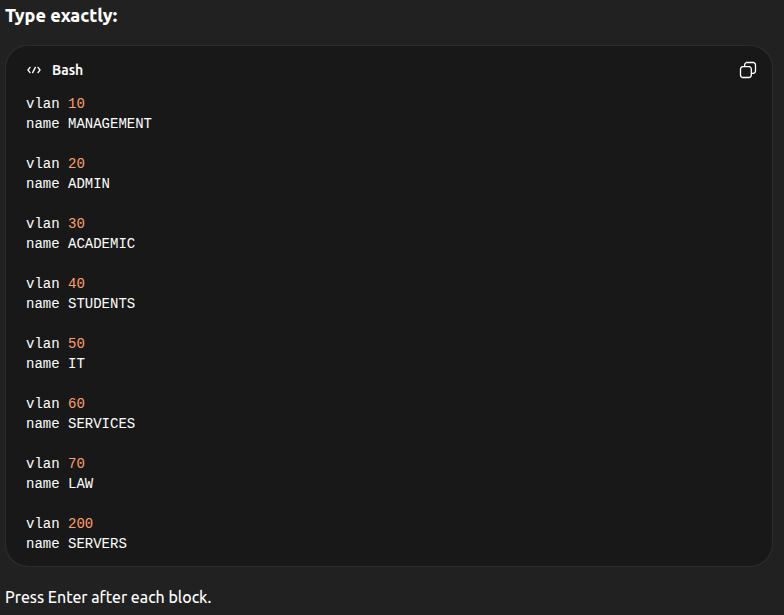 Type exactly:
Bash
vlan 10
name MANAGEMENT
vlan 20
name ADMIN
vlan 30
name ACADEMIC
vlan 40
name STUDENTS
vlan 50
name IT
vlan 60
name SERVICES
vlan 70
name LAW
vlan 200
name SERVERS
Press Enter after each block.